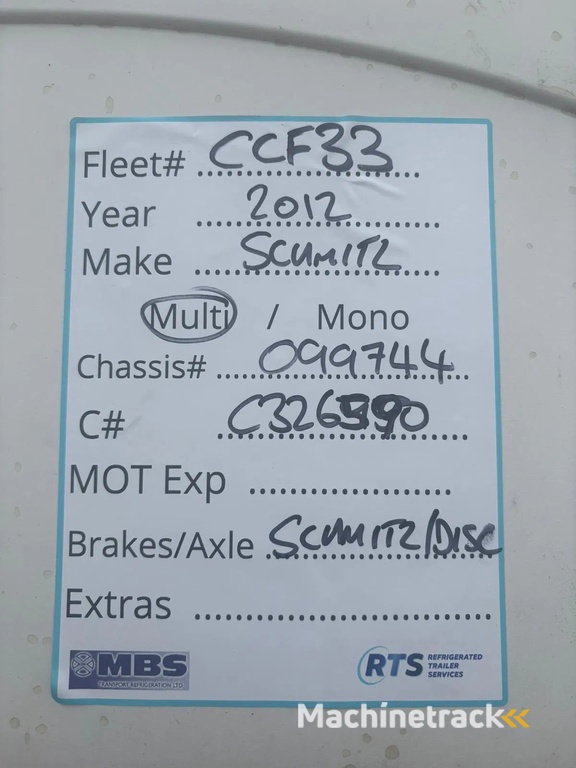 Fleet# CCF33
Year 2012
Make SCHMITZ
Multi / Mono
Chassis# 099744
C#
MOT Exp
Brakes/Axle SCHMITZ/DISC
Extras
MBS
TRANSPORT REFRIGERATION LTD
RTS REFRIGERATED
TRAILER
SERVICES
Machinetrack